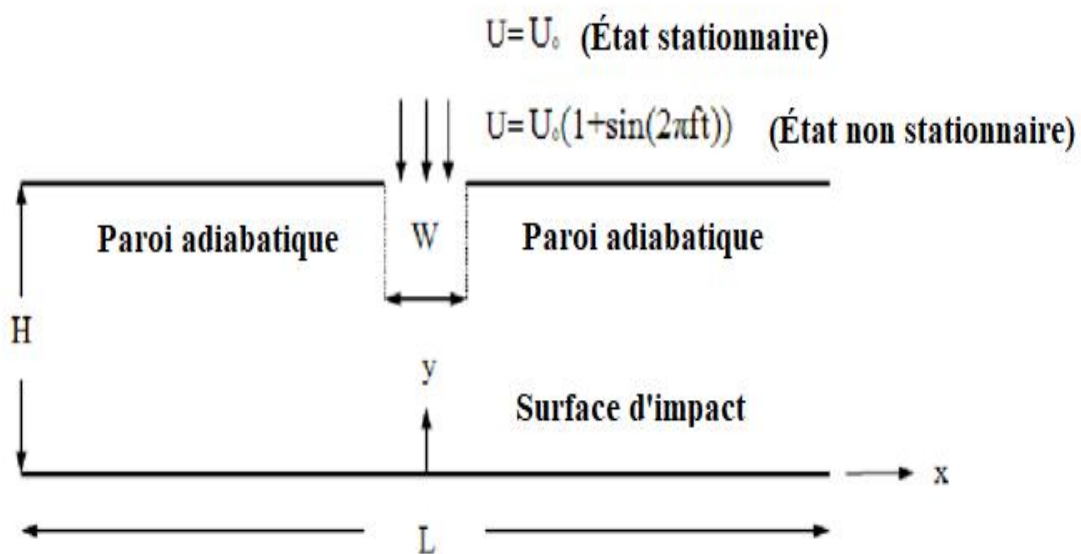 U=U₀ (État stationnaire)
U=U₀(1+sin(2πft)) (État non stationnaire)
Paroi adiabatique W Paroi adiabatique
H
y
Surface d'impact
x
L